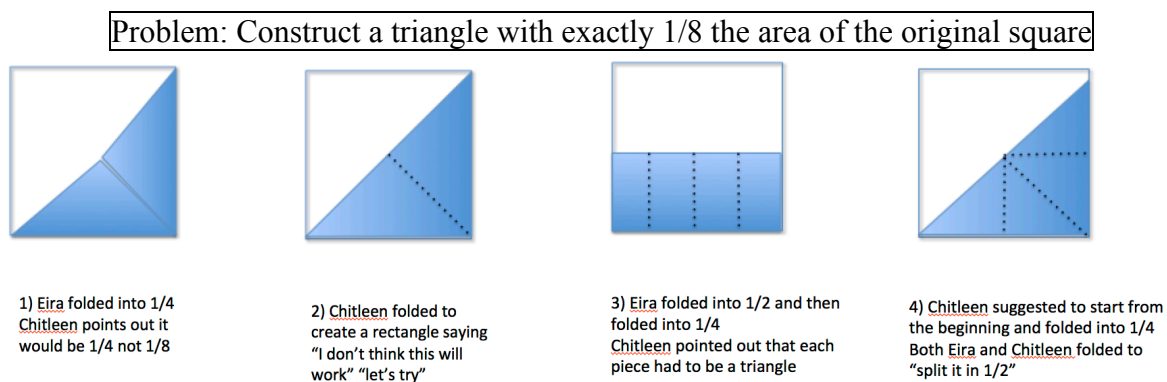 Problem: Construct a triangle with exactly 1/8 the area of the original square
1) Eira folded into 1/4
Chitleen points out it
would be 1/4 not 1/8
2) Chitleen folded to
create a rectangle saying
“I don’t think this will
work” “let’s try”
3) Eira folded into 1/2 and then
folded into 1/4
Chitleen pointed out that each
piece had to be a triangle
4) Chitleen suggested to start from
the beginning and folded into 1/4
Both Eira and Chitleen folded to
“split it in 1/2”